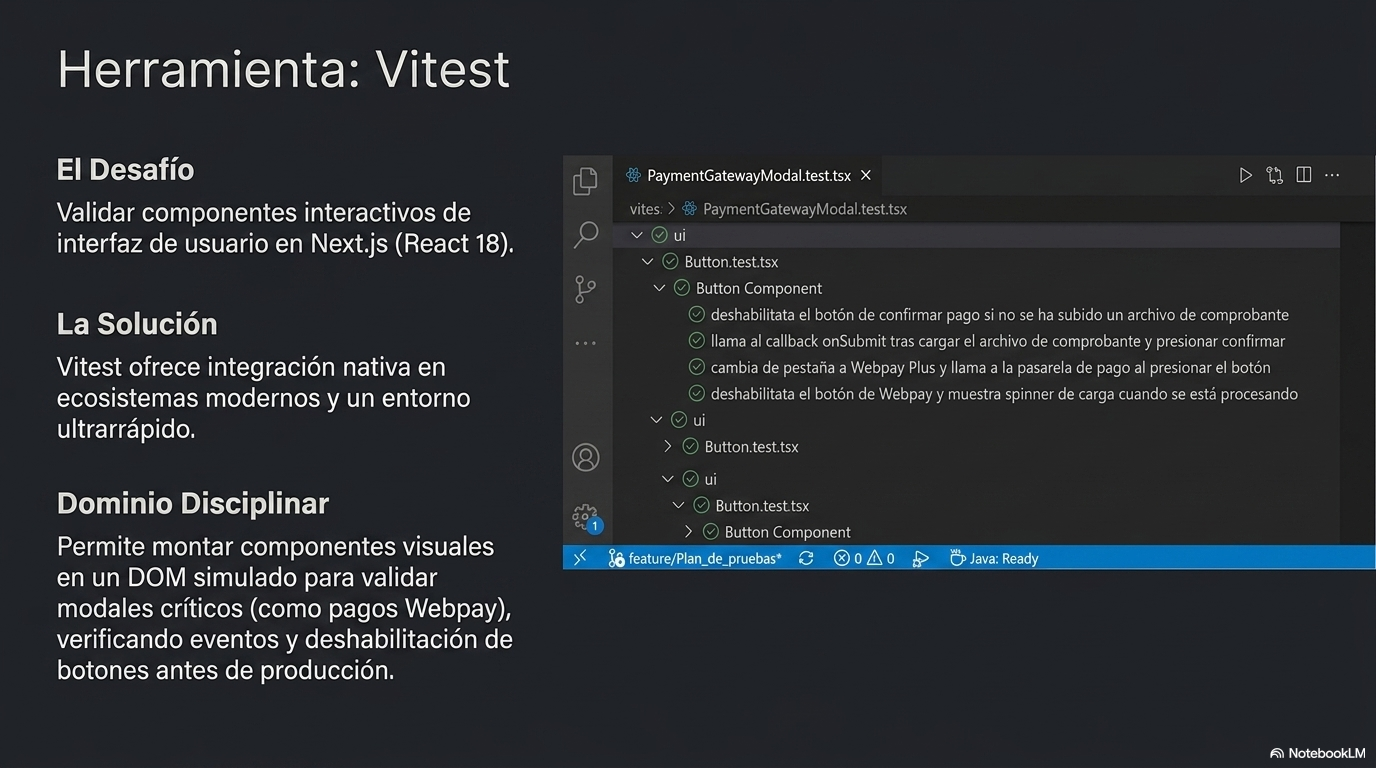 Herramienta: Vitest
El Desafío
Validar componentes interactivos de
interfaz de usuario en Next.js (React 18).
La Solución
Vitest ofrece integración nativa en
ecosistemas modernos y un entorno
ultrarrápido.
Dominio Disciplinar
Permite montar componentes visuales
en un DOM simulado para validar
modales críticos (como pagos Webpay),
verificando eventos y deshabilitación de
botones antes de producción.
PaymentGatewayModal.test.tsx
vites: > PaymentGatewayModal.test.tsx
ui
Button.test.tsx
Button Component
deshabilitata el botón de confirmar pago si no se ha subido un archivo de comprobante
llama al callback onSubmit tras cargar el archivo de comprobante y presionar confirmar
cambia de pestaña a Webpay Plus y llama a la pasarela de pago al presionar el botón
deshabilitata el botón de Webpay y muestra spinner de carga cuando se está procesando
ui
Button.test.tsx
ui
Button.test.tsx
Button Component
1
feature/Plan_de_pruebas* 0 0 Java: Ready
NotebookLM